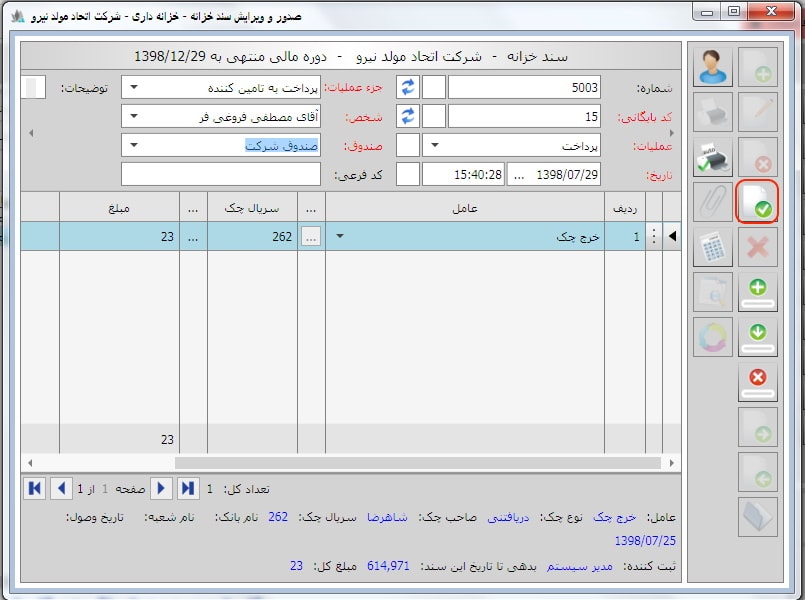 صدور و ویرایش سند خزانه - خزانه داری - شرکت اتحاد مولد نیرو
سند خزانه - شرکت اتحاد مولد نیرو - دوره مالی منتهی به 1398/12/29
شماره: 5003 جزء عملیات: پرداخت به تامین کننده توضیحات:
کد بایگانی: 15 شخص: آقای مصطفی فروغی فر
عملیات: پرداخت صندوق: صندوق شرکت
تاریخ: 1398/07/29 ... 15:40:28 کد فرعی:
ردیف عامل ... سریال چک ... مبلغ
1 خرج چک ... 262 ... 23
23
تعداد کل: 1 صفحه 1 از 1
عامل: خرج چک نوع چک: دریافتنی صاحب چک: شاهرضا سریال چک: 262 نام بانک: نام شعبه: تاریخ وصول:
1398/07/25
ثبت کننده: مدیر سیستم بدهی تا تاریخ این سند: 614,971 مبلغ کل: 23
auto